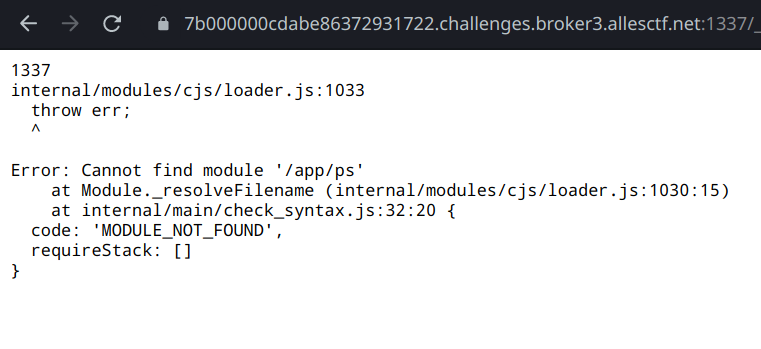 7b000000cdabe86372931722.challenges.broker3.allesctf.net:1337/_
1337
internal/modules/cjs/loader.js:1033
  throw err;
  ^
Error: Cannot find module '/app/ps'
    at Module._resolveFilename (internal/modules/cjs/loader.js:1030:15)
    at internal/main/check_syntax.js:32:20 {
  code: 'MODULE_NOT_FOUND',
  requireStack: []
}